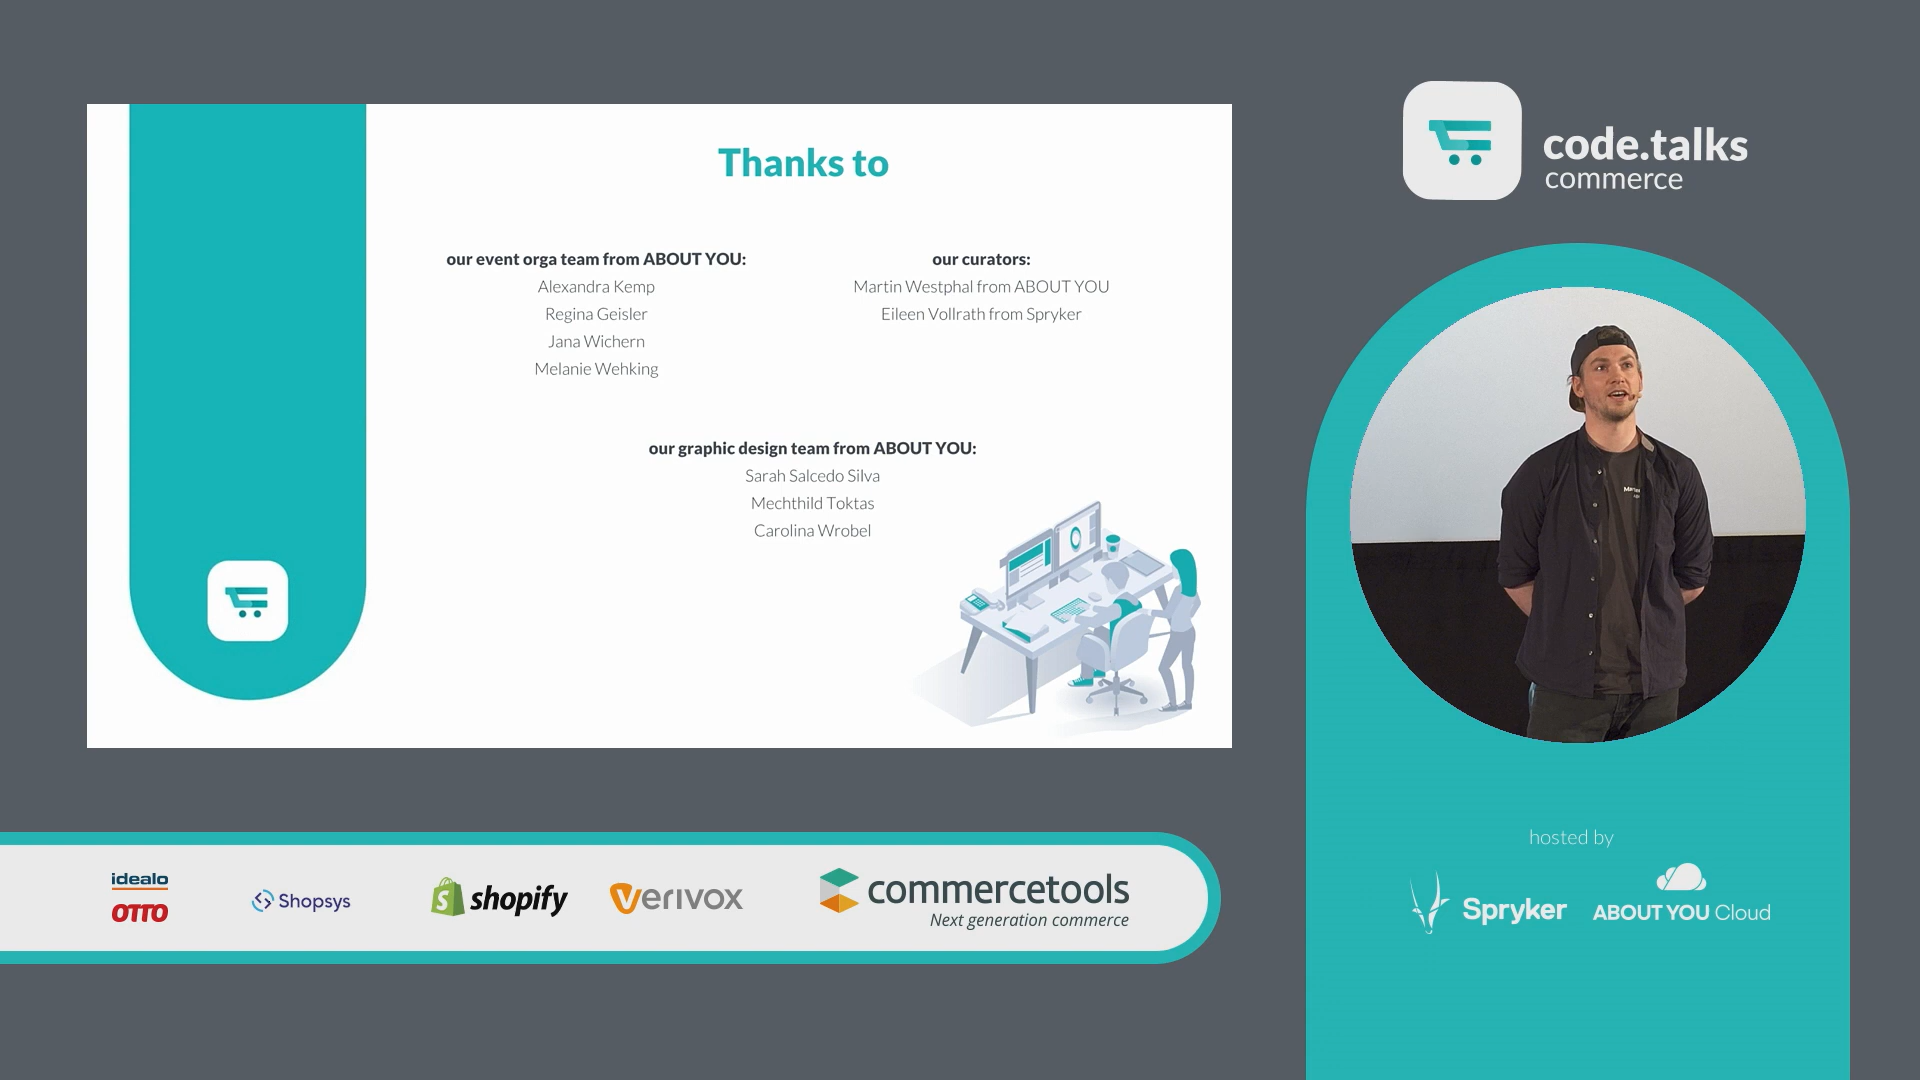 Thanks to
our event orga team from ABOUT YOU:
Alexandra Kemp
Regina Geisler
Jana Wichern
Melanie Wehking
our curators:
Martin Westphal from ABOUT YOU
Eileen Vollrath from Spryker
our graphic design team from ABOUT YOU:
Sarah Salcedo Silva
Mechthild Toktas
Carolina Wrobel
code.talks
commerce
hosted by
Spryker
ABOUT YOU Cloud
idealo
OTTO
Shopsys
shopify
Verivox
commercetools
Next generation commerce